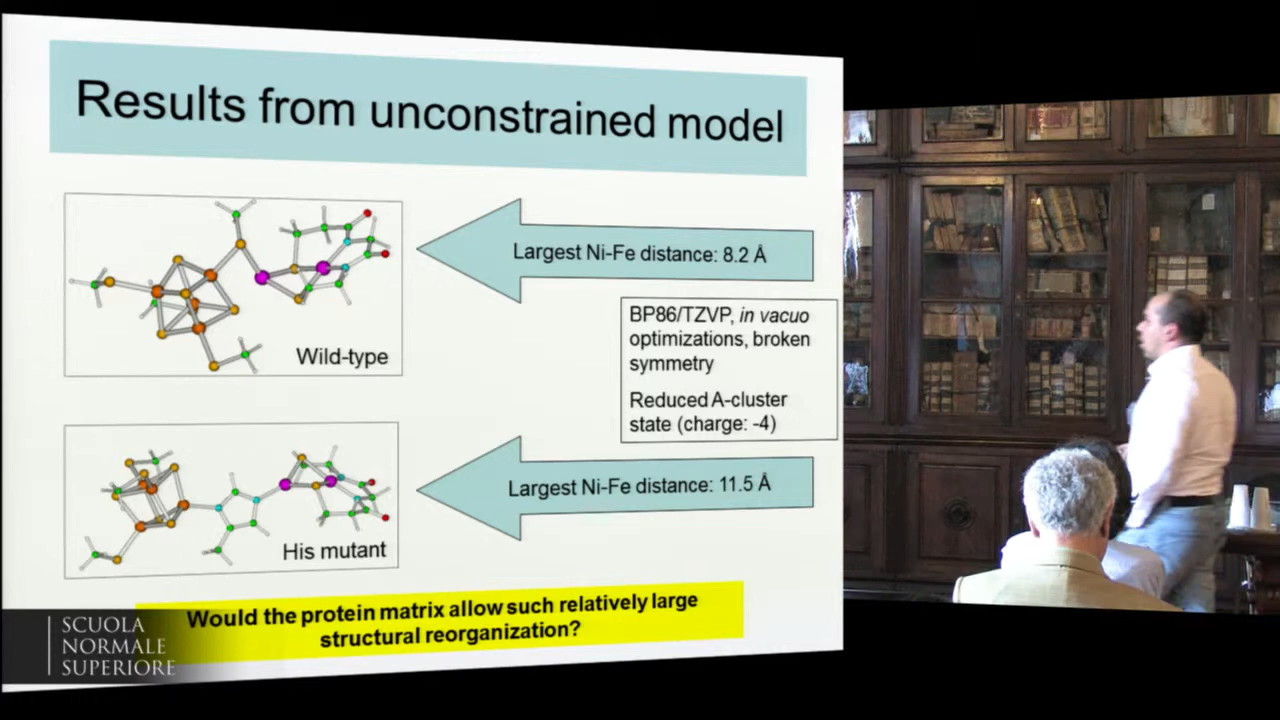 Results from unconstrained model
Largest Ni-Fe distance: 8.2 Å
Wild-type
BP86/TZVP, in vacuo
optimizations, broken
symmetry
Reduced A-cluster
state (charge: -4)
Largest Ni-Fe distance: 11.5 Å
His mutant
Would the protein matrix allow such relatively large
structural reorganization?
SCUOLA
NORMALE
SUPERIORE